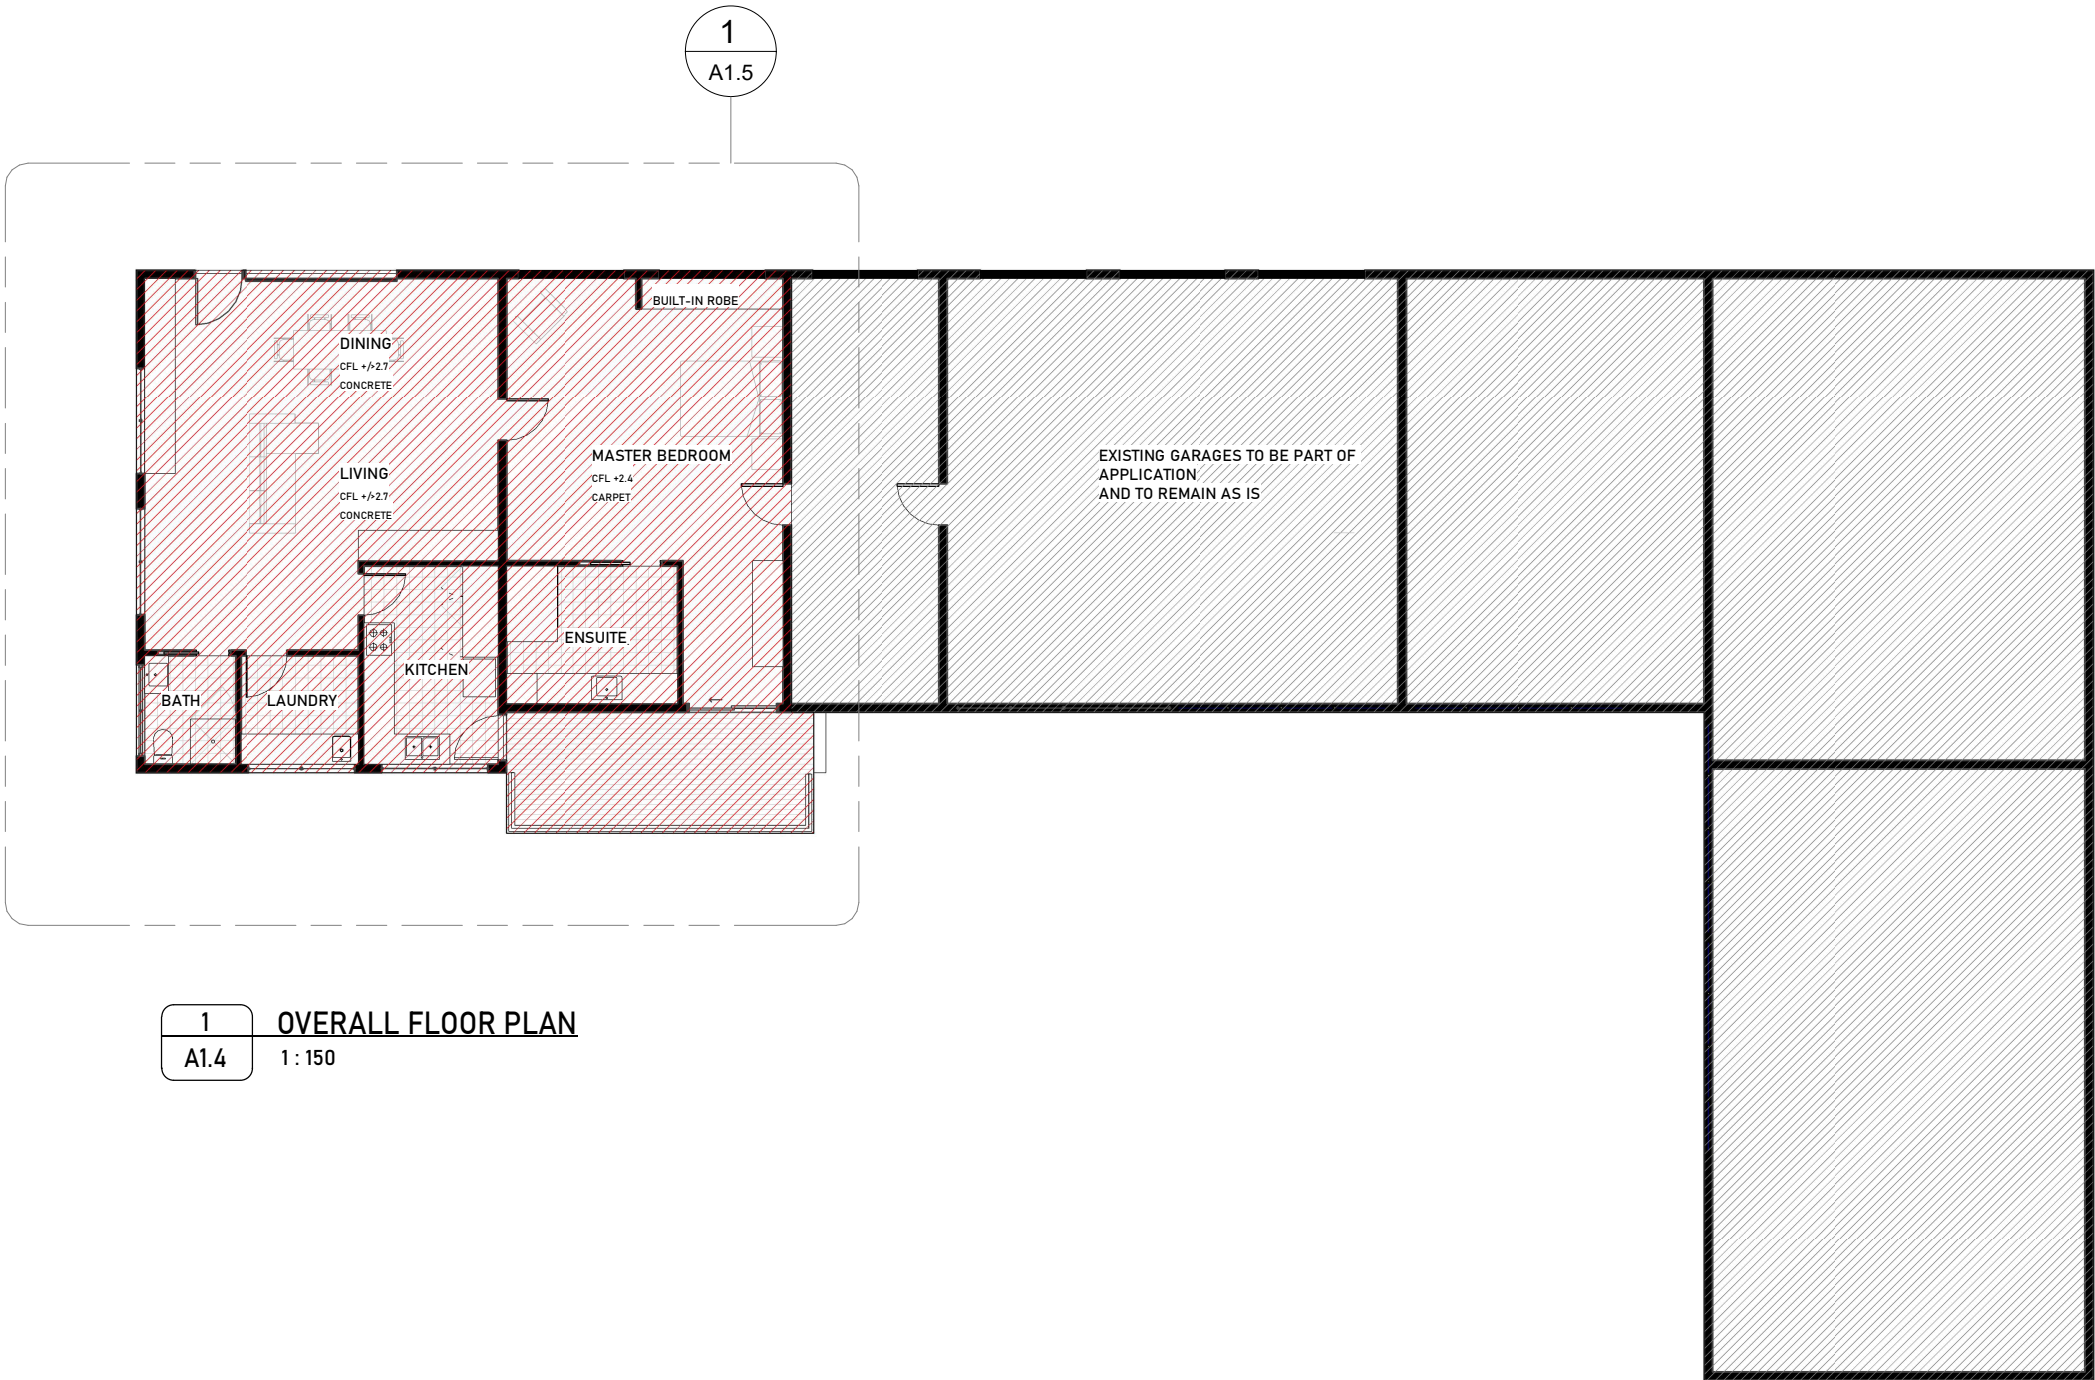 1
A1.5
BUILT-IN ROBE
DINING
CFL +/>2.7
CONCRETE
MASTER BEDROOM
CFL +2.4
CARPET
EXISTING GARAGES TO BE PART OF
APPLICATION
AND TO REMAIN AS IS
LIVING
CFL +/>2.7
CONCRETE
ENSUITE
KITCHEN
BATH
LAUNDRY
1
A1.4
OVERALL FLOOR PLAN
1 : 150